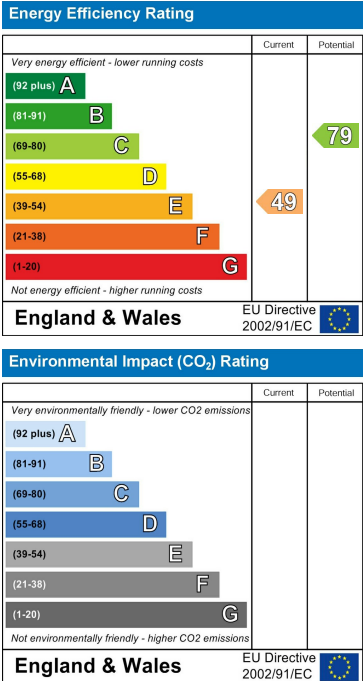 Energy Efficiency Rating
Current Potential
Very energy efficient - lower running costs
(92 plus) A
(81-91) B
79
(69-80) C
(55-68) D
(39-54) E
49
(21-38) F
(1-20) G
Not energy efficient - higher running costs
England & Wales
EU Directive
2002/91/EC
Environmental Impact (CO₂) Rating
Current Potential
Very environmentally friendly - lower CO2 emissions
(92 plus) A
(81-91) B
(69-80) C
(55-68) D
(39-54) E
(21-38) F
(1-20) G
Not environmentally friendly - higher CO2 emissions
England & Wales
EU Directive
2002/91/EC